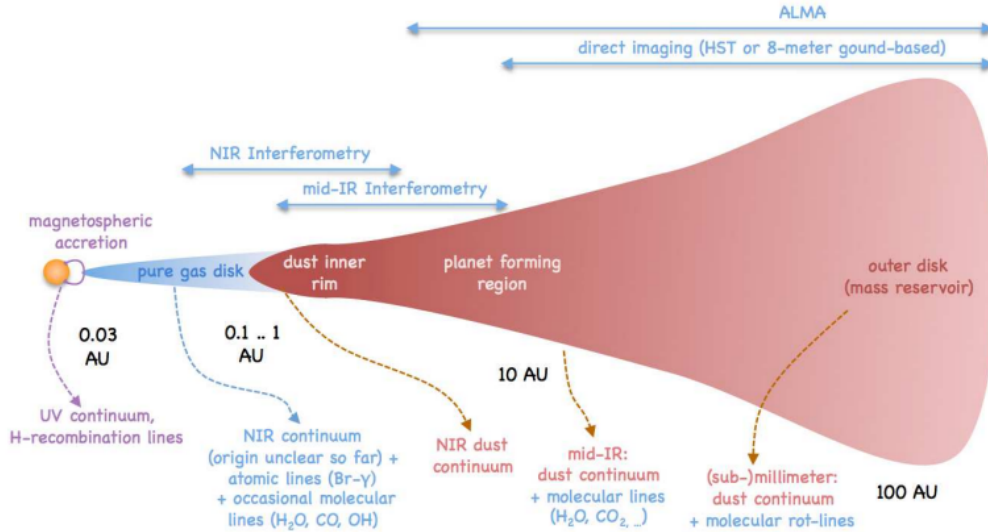 ALMA
direct imaging (HST or 8-meter gound-based)
NIR Interferometry
mid-IR Interferometry
magnetospheric
accretion
pure gas disk
dust inner
rim
planet forming
region
outer disk
(mass reservoir)
0.03
AU
0.1 .. 1
AU
10 AU
100 AU
UV continuum,
H-recombination lines
NIR continuum
(origin unclear so far) +
atomic lines (Br-γ)
+ occasional molecular
lines (H₂O, CO, OH)
NIR dust
continuum
mid-IR:
dust continuum
+ molecular lines
(H₂O, CO₂, ..)
(sub-)millimeter:
dust continuum
+ molecular rot-lines